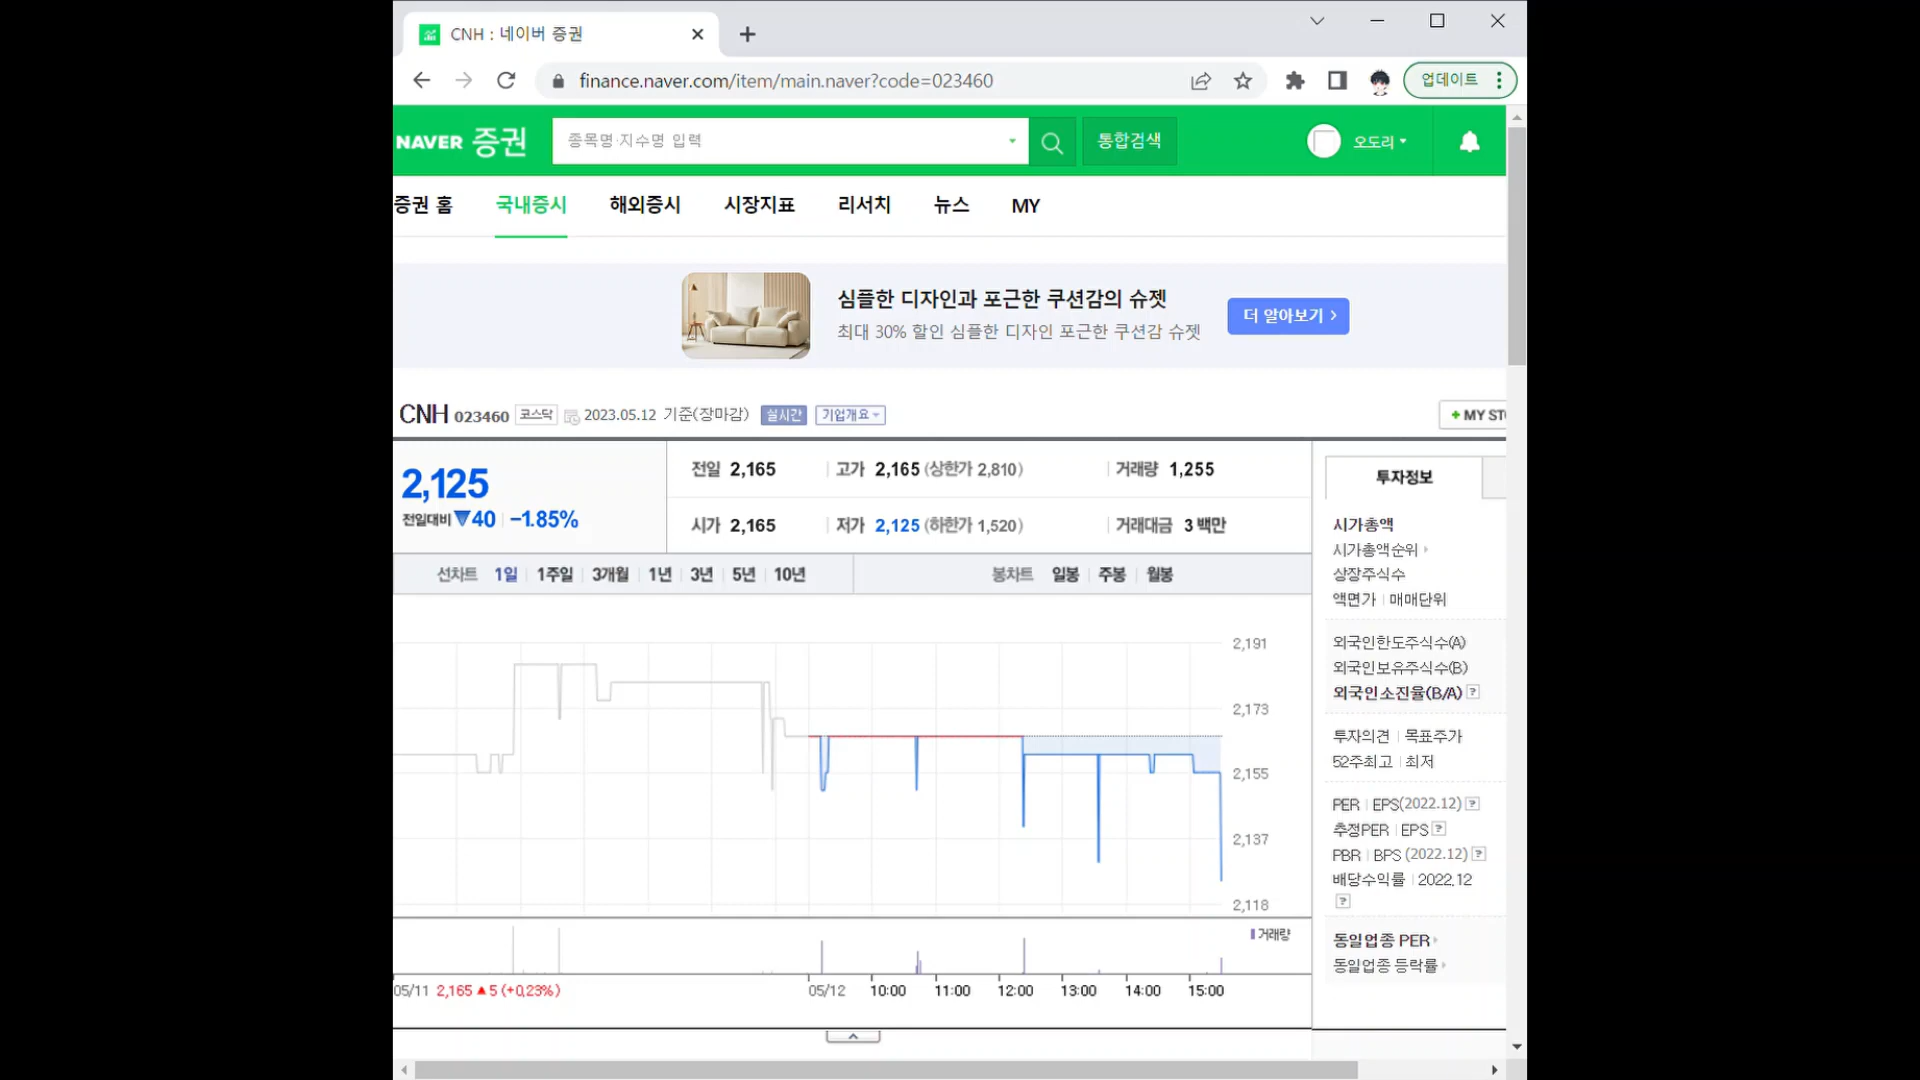 CNH : 네이버 증권
finance.naver.com/item/main.naver?code=023460
업데이트
NAVER 증권
종목명·지수명 입력
통합검색
오도리
증권 홈 국내증시 해외증시 시장지표 리서치 뉴스 MY
심플한 디자인과 포근한 쿠션감의 슈젯
최대 30% 할인 심플한 디자인 포근한 쿠션감 슈젯
더 알아보기 >
CNH 023460 코스닥 2023.05.12 기준(장마감) 실시간 기업개요
+ MY ST
2,125
전일대비 ▼40 -1.85%
전일 2,165 고가 2,165 (상한가 2,810) 거래량 1,255
시가 2,165 저가 2,125 (하한가 1,520) 거래대금 3 백만
선차트 1일 1주일 3개월 1년 3년 5년 10년
봉차트 일봉 주봉 월봉
2,191
2,173
2,155
2,137
2,118
거래량
05/11 2,165 ▲5 (+0,23%)
05/12 10:00 11:00 12:00 13:00 14:00 15:00
투자정보
시가총액
시가총액순위
상장주식수
액면가 | 매매단위
외국인한도주식수(A)
외국인보유주식수(B)
외국인소진율(B/A) ?
투자의견 | 목표주가
52주최고 | 최저
PER | EPS(2022.12) ?
추정PER | EPS ?
PBR | BPS (2022.12) ?
배당수익률 | 2022.12
?
동일업종 PER
동일업종 등락률